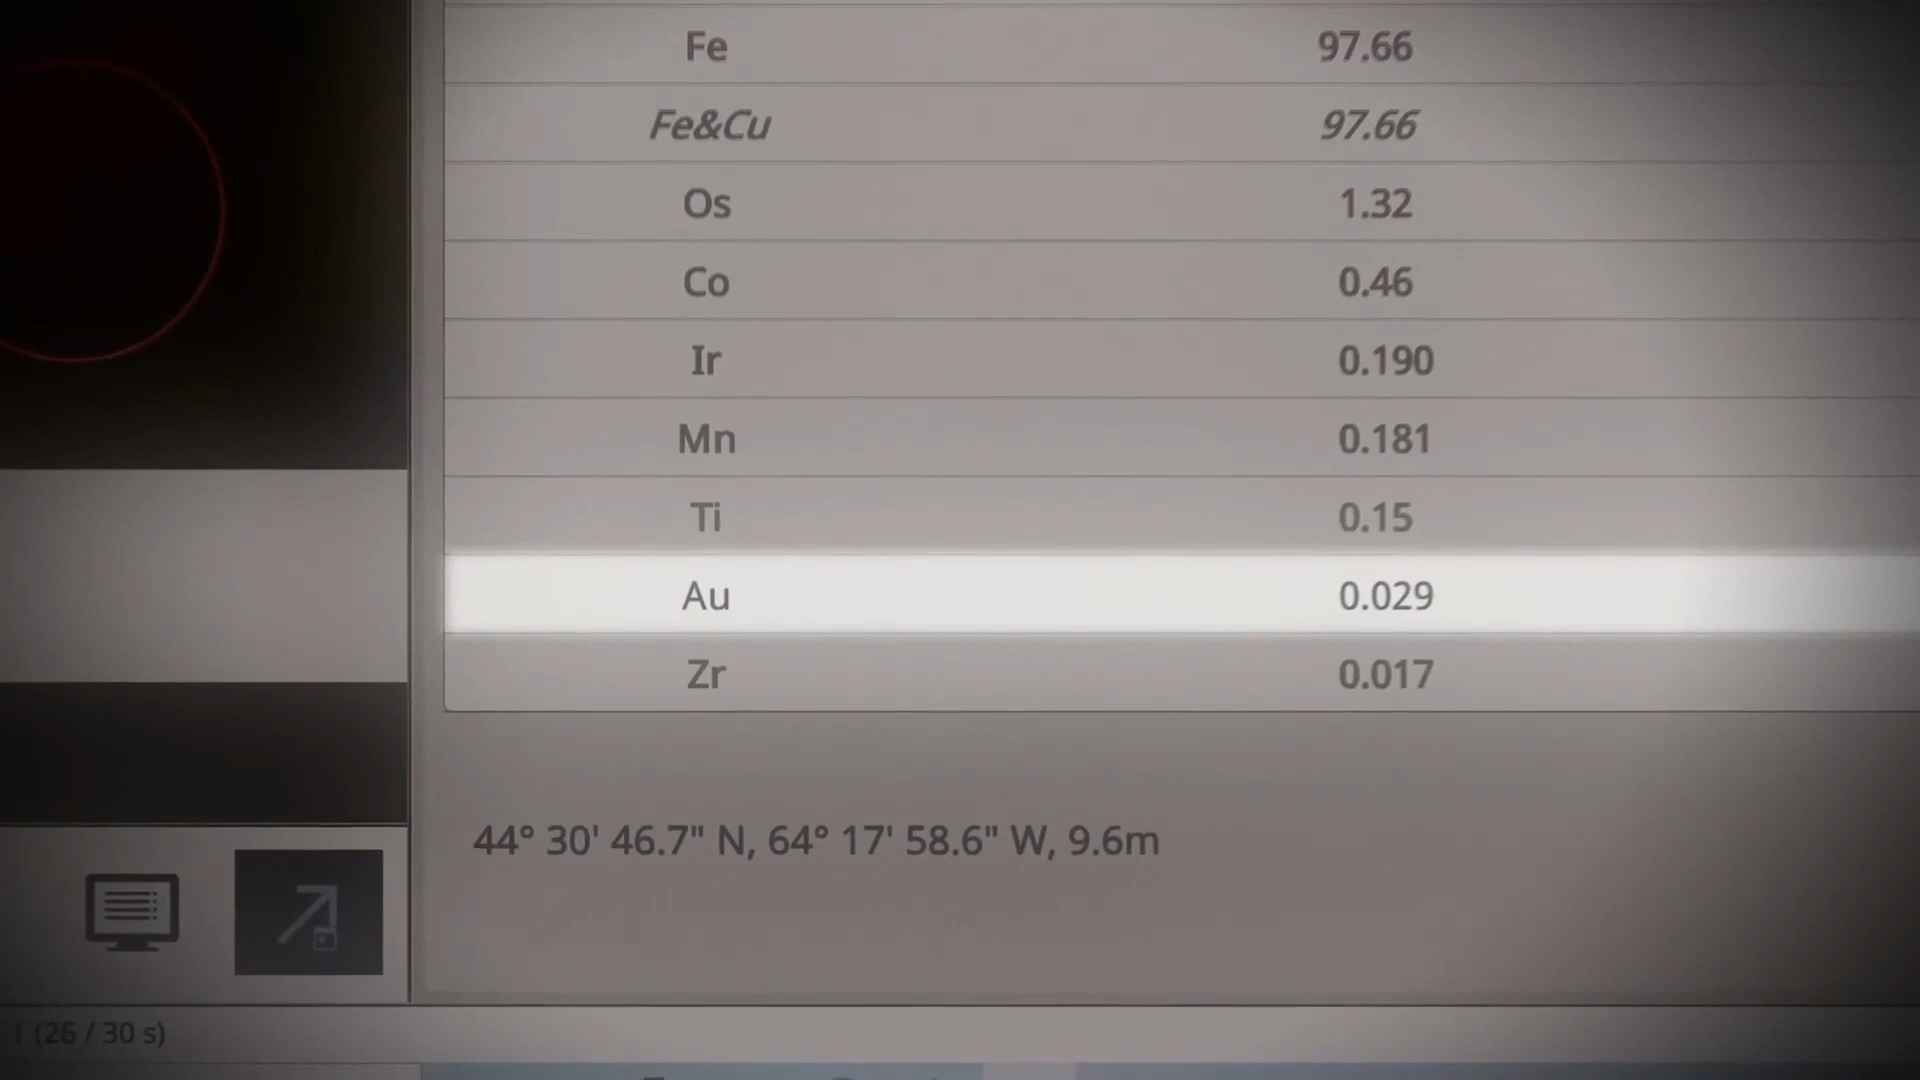 Fe 97.66
Fe&Cu 97.66
Os 1.32
Co 0.46
Ir 0.190
Mn 0.181
Ti 0.15
Au 0.029
Zr 0.017
44° 30' 46.7" N, 64° 17' 58.6" W, 9.6m
(26 / 30 s)